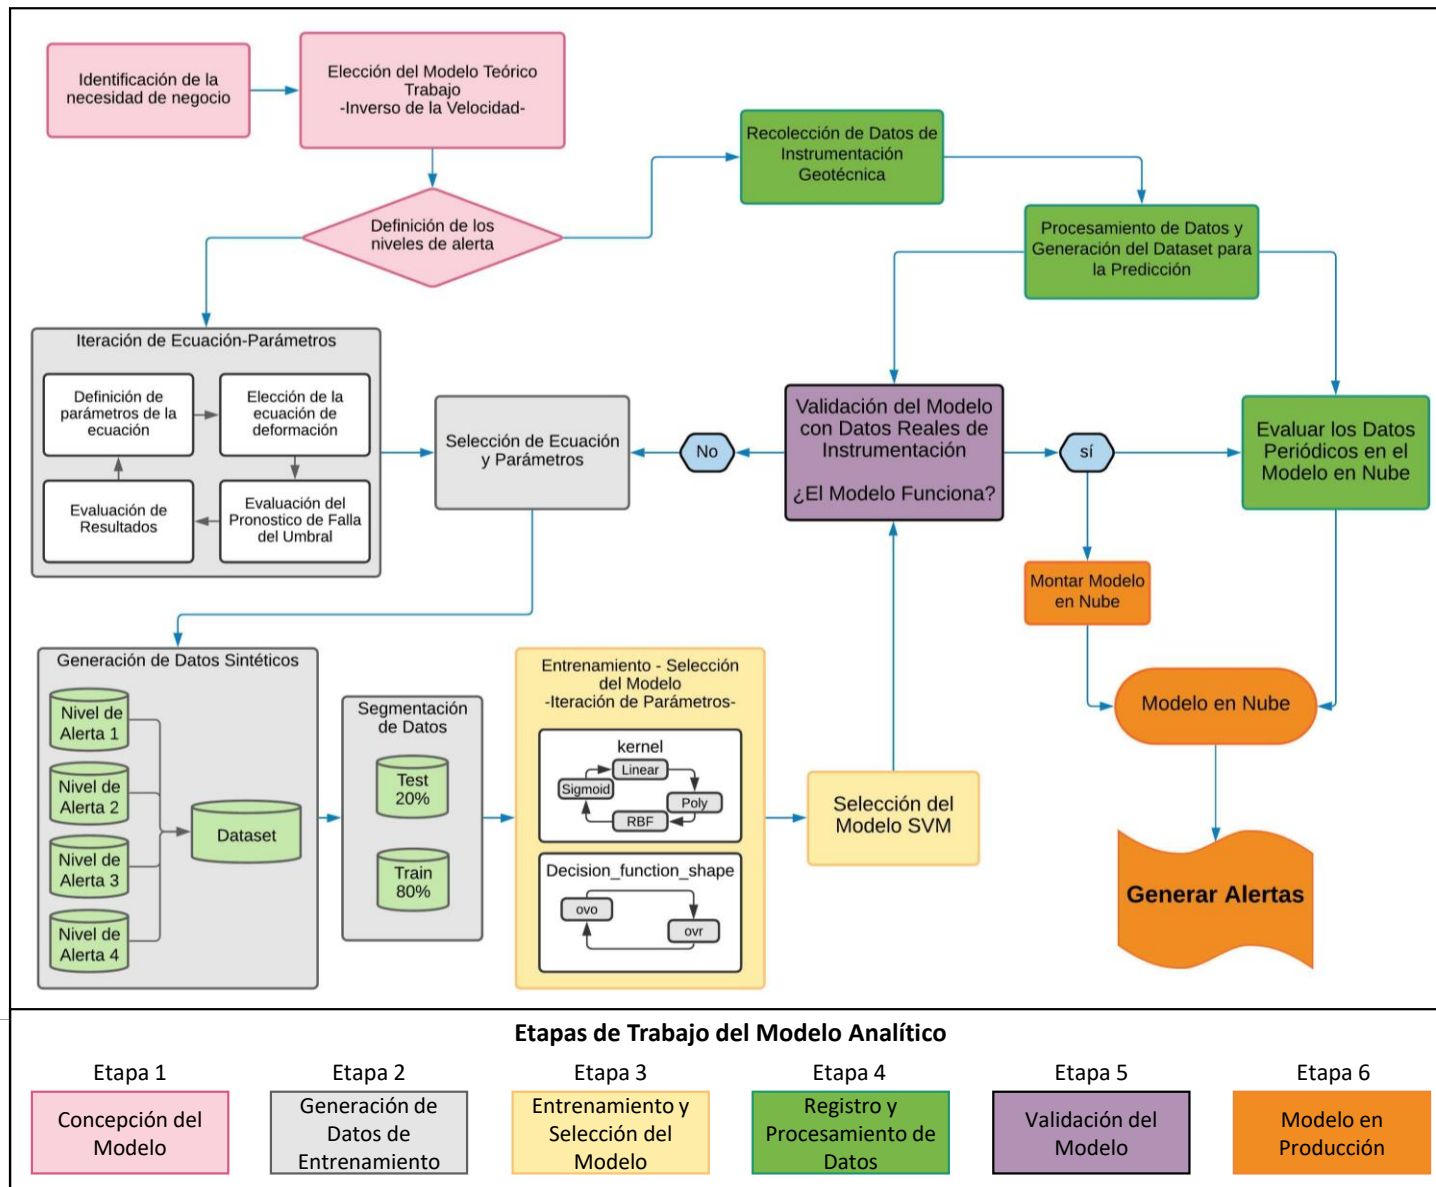 Identificación de la
necesidad de negocio
Elección del Modelo Teórico
Trabajo
-Inverso de la Velocidad-
Definición de los
niveles de alerta
Recolección de Datos de
Instrumentación
Geotécnica
Procesamiento de Datos y
Generación del Dataset para
la Predicción
Iteración de Ecuación-Parámetros
Definición de
parámetros de la
ecuación
Elección de la
ecuación de
deformación
Evaluación de
Resultados
Evaluación del
Pronostico de Falla
del Umbral
Selección de Ecuación
y Parámetros
No
Validación del Modelo
con Datos Reales de
Instrumentación
¿El Modelo Funciona?
sí
Evaluar los Datos
Periódicos en el
Modelo en Nube
Montar Modelo
en Nube
Modelo en Nube
Generar Alertas
Generación de Datos Sintéticos
Nivel de
Alerta 1
Nivel de
Alerta 2
Nivel de
Alerta 3
Nivel de
Alerta 4
Dataset
Segmentación
de Datos
Test
20%
Train
80%
Entrenamiento - Selección
del Modelo
-Iteración de Parámetros-
kernel
Linear
Sigmoid
Poly
RBF
Decision_function_shape
ovo
ovr
Selección del
Modelo SVM
Etapas de Trabajo del Modelo Analítico
Etapa 1
Concepción del
Modelo
Etapa 2
Generación de
Datos de
Entrenamiento
Etapa 3
Entrenamiento y
Selección del
Modelo
Etapa 4
Registro y
Procesamiento de
Datos
Etapa 5
Validación del
Modelo
Etapa 6
Modelo en
Producción